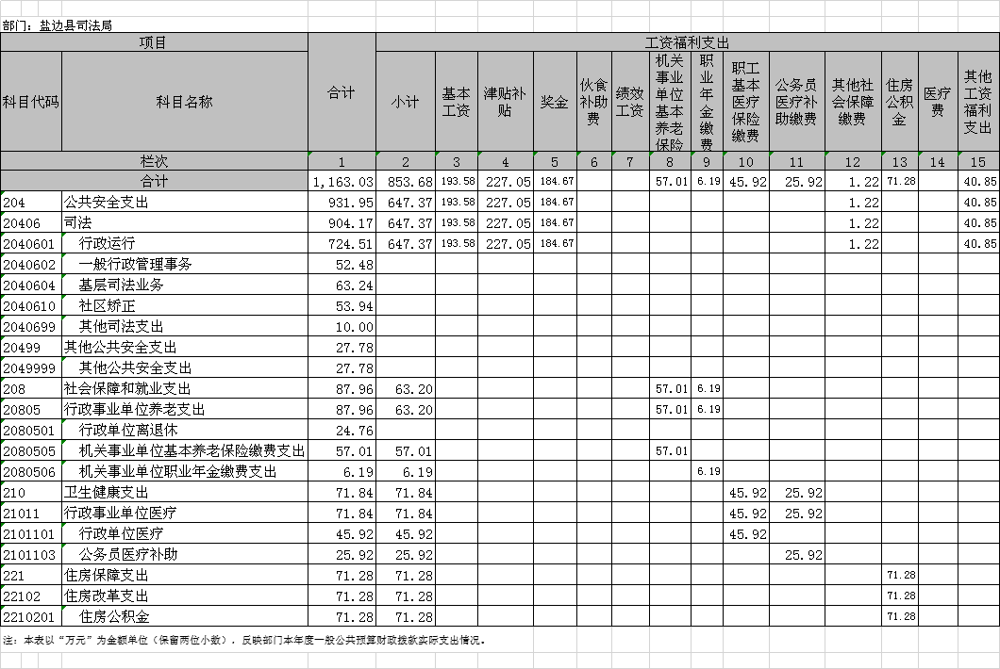 部门：盐边县司法局
项目 合计 工资福利支出
科目代码 科目名称 小计 基本工资 津贴补贴 奖金 伙食补助费 绩效工资 机关事业单位基本养老保险 职业年金缴费 职工基本医疗保险缴费 公务员医疗补助缴费 其他社会保障缴费 住房公积金 医疗费 其他工资福利支出
栏次 1 2 3 4 5 6 7 8 9 10 11 12 13 14 15
合计 1,163.03 853.68 193.58 227.05 184.67 57.01 6.19 45.92 25.92 1.22 71.28 40.85
204 公共安全支出 931.95 647.37 193.58 227.05 184.67 1.22 40.85
20406 司法 904.17 647.37 193.58 227.05 184.67 1.22 40.85
2040601 行政运行 724.51 647.37 193.58 227.05 184.67 1.22 40.85
2040602 一般行政管理事务 52.48
2040604 基层司法业务 63.24
2040610 社区矫正 53.94
2040699 其他司法支出 10.00
20499 其他公共安全支出 27.78
2049999 其他公共安全支出 27.78
208 社会保障和就业支出 87.96 63.20 57.01 6.19
20805 行政事业单位养老支出 87.96 63.20 57.01 6.19
2080501 行政单位离退休 24.76
2080505 机关事业单位基本养老保险缴费支出 57.01 57.01 57.01
2080506 机关事业单位职业年金缴费支出 6.19 6.19 6.19
210 卫生健康支出 71.84 71.84 45.92 25.92
21011 行政事业单位医疗 71.84 71.84 45.92 25.92
2101101 行政单位医疗 45.92 45.92 45.92
2101103 公务员医疗补助 25.92 25.92 25.92
221 住房保障支出 71.28 71.28 71.28
22102 住房改革支出 71.28 71.28 71.28
2210201 住房公积金 71.28 71.28 71.28
注：本表以“万元”为金额单位（保留两位小数），反映部门本年度一般公共预算财政拨款实际支出情况。